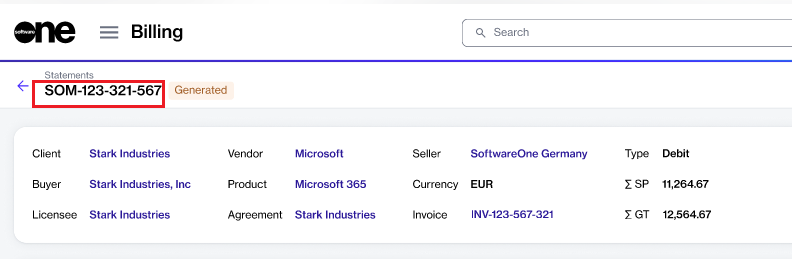 software one Billing Search
Statements
SOM-123-321-567 Generated
Client Stark Industries Vendor Microsoft Seller SoftwareOne Germany Type Debit
Buyer Stark Industries, Inc Product Microsoft 365 Currency EUR Σ SP 11,264.67
Licensee Stark Industries Agreement Stark Industries Invoice INV-123-567-321 Σ GT 12,564.67